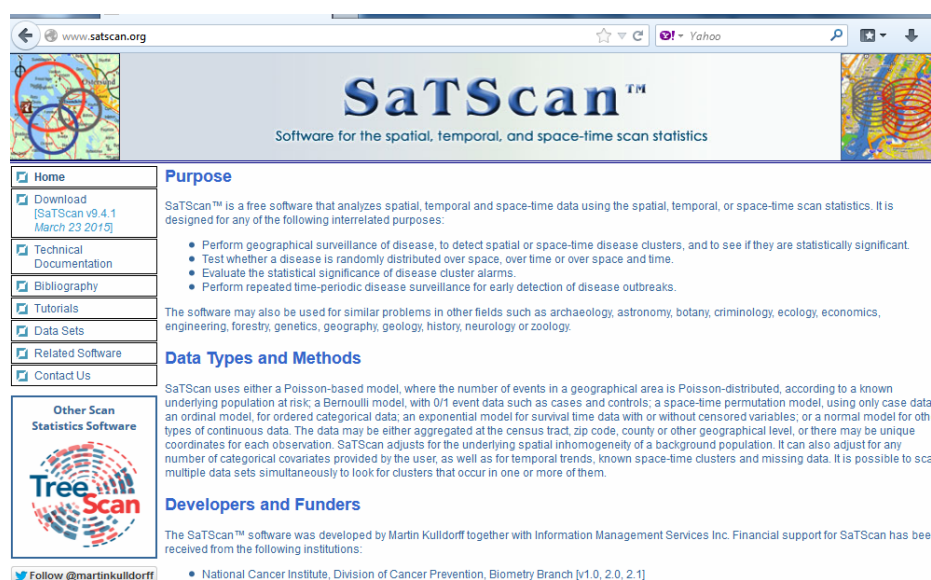 www.satscan.org
Yahoo
SaTScan™
Software for the spatial, temporal, and space-time scan statistics
Home
Download
[SaTScan v9.4.1
March 23 2015]
Technical
Documentation
Bibliography
Tutorials
Data Sets
Related Software
Contact Us
Other Scan
Statistics Software
Tree
Scan
Follow @martinkulldorff
Purpose
SaTScan™ is a free software that analyzes spatial, temporal and space-time data using the spatial, temporal, or space-time scan statistics. It is
designed for any of the following interrelated purposes:
Perform geographical surveillance of disease, to detect spatial or space-time disease clusters, and to see if they are statistically significant.
Test whether a disease is randomly distributed over space, over time or over space and time.
Evaluate the statistical significance of disease cluster alarms.
Perform repeated time-periodic disease surveillance for early detection of disease outbreaks.
The software may also be used for similar problems in other fields such as archaeology, astronomy, botany, criminology, ecology, economics,
engineering, forestry, genetics, geography, geology, history, neurology or zoology.
Data Types and Methods
SaTScan uses either a Poisson-based model, where the number of events in a geographical area is Poisson-distributed, according to a known
underlying population at risk; a Bernoulli model, with 0/1 event data such as cases and controls; a space-time permutation model, using only case data
an ordinal model, for ordered categorical data; an exponential model for survival time data with or without censored variables; or a normal model for oth
types of continuous data. The data may be either aggregated at the census tract, zip code, county or other geographical level, or there may be unique
coordinates for each observation. SaTScan adjusts for the underlying spatial inhomogeneity of a background population. It can also adjust for any
number of categorical covariates provided by the user, as well as for temporal trends, known space-time clusters and missing data. It is possible to sca
multiple data sets simultaneously to look for clusters that occur in one or more of them.
Developers and Funders
The SaTScan™ software was developed by Martin Kulldorff together with Information Management Services Inc. Financial support for SaTScan has bee
received from the following institutions:
National Cancer Institute, Division of Cancer Prevention, Biometry Branch [v1.0, 2.0, 2.1]